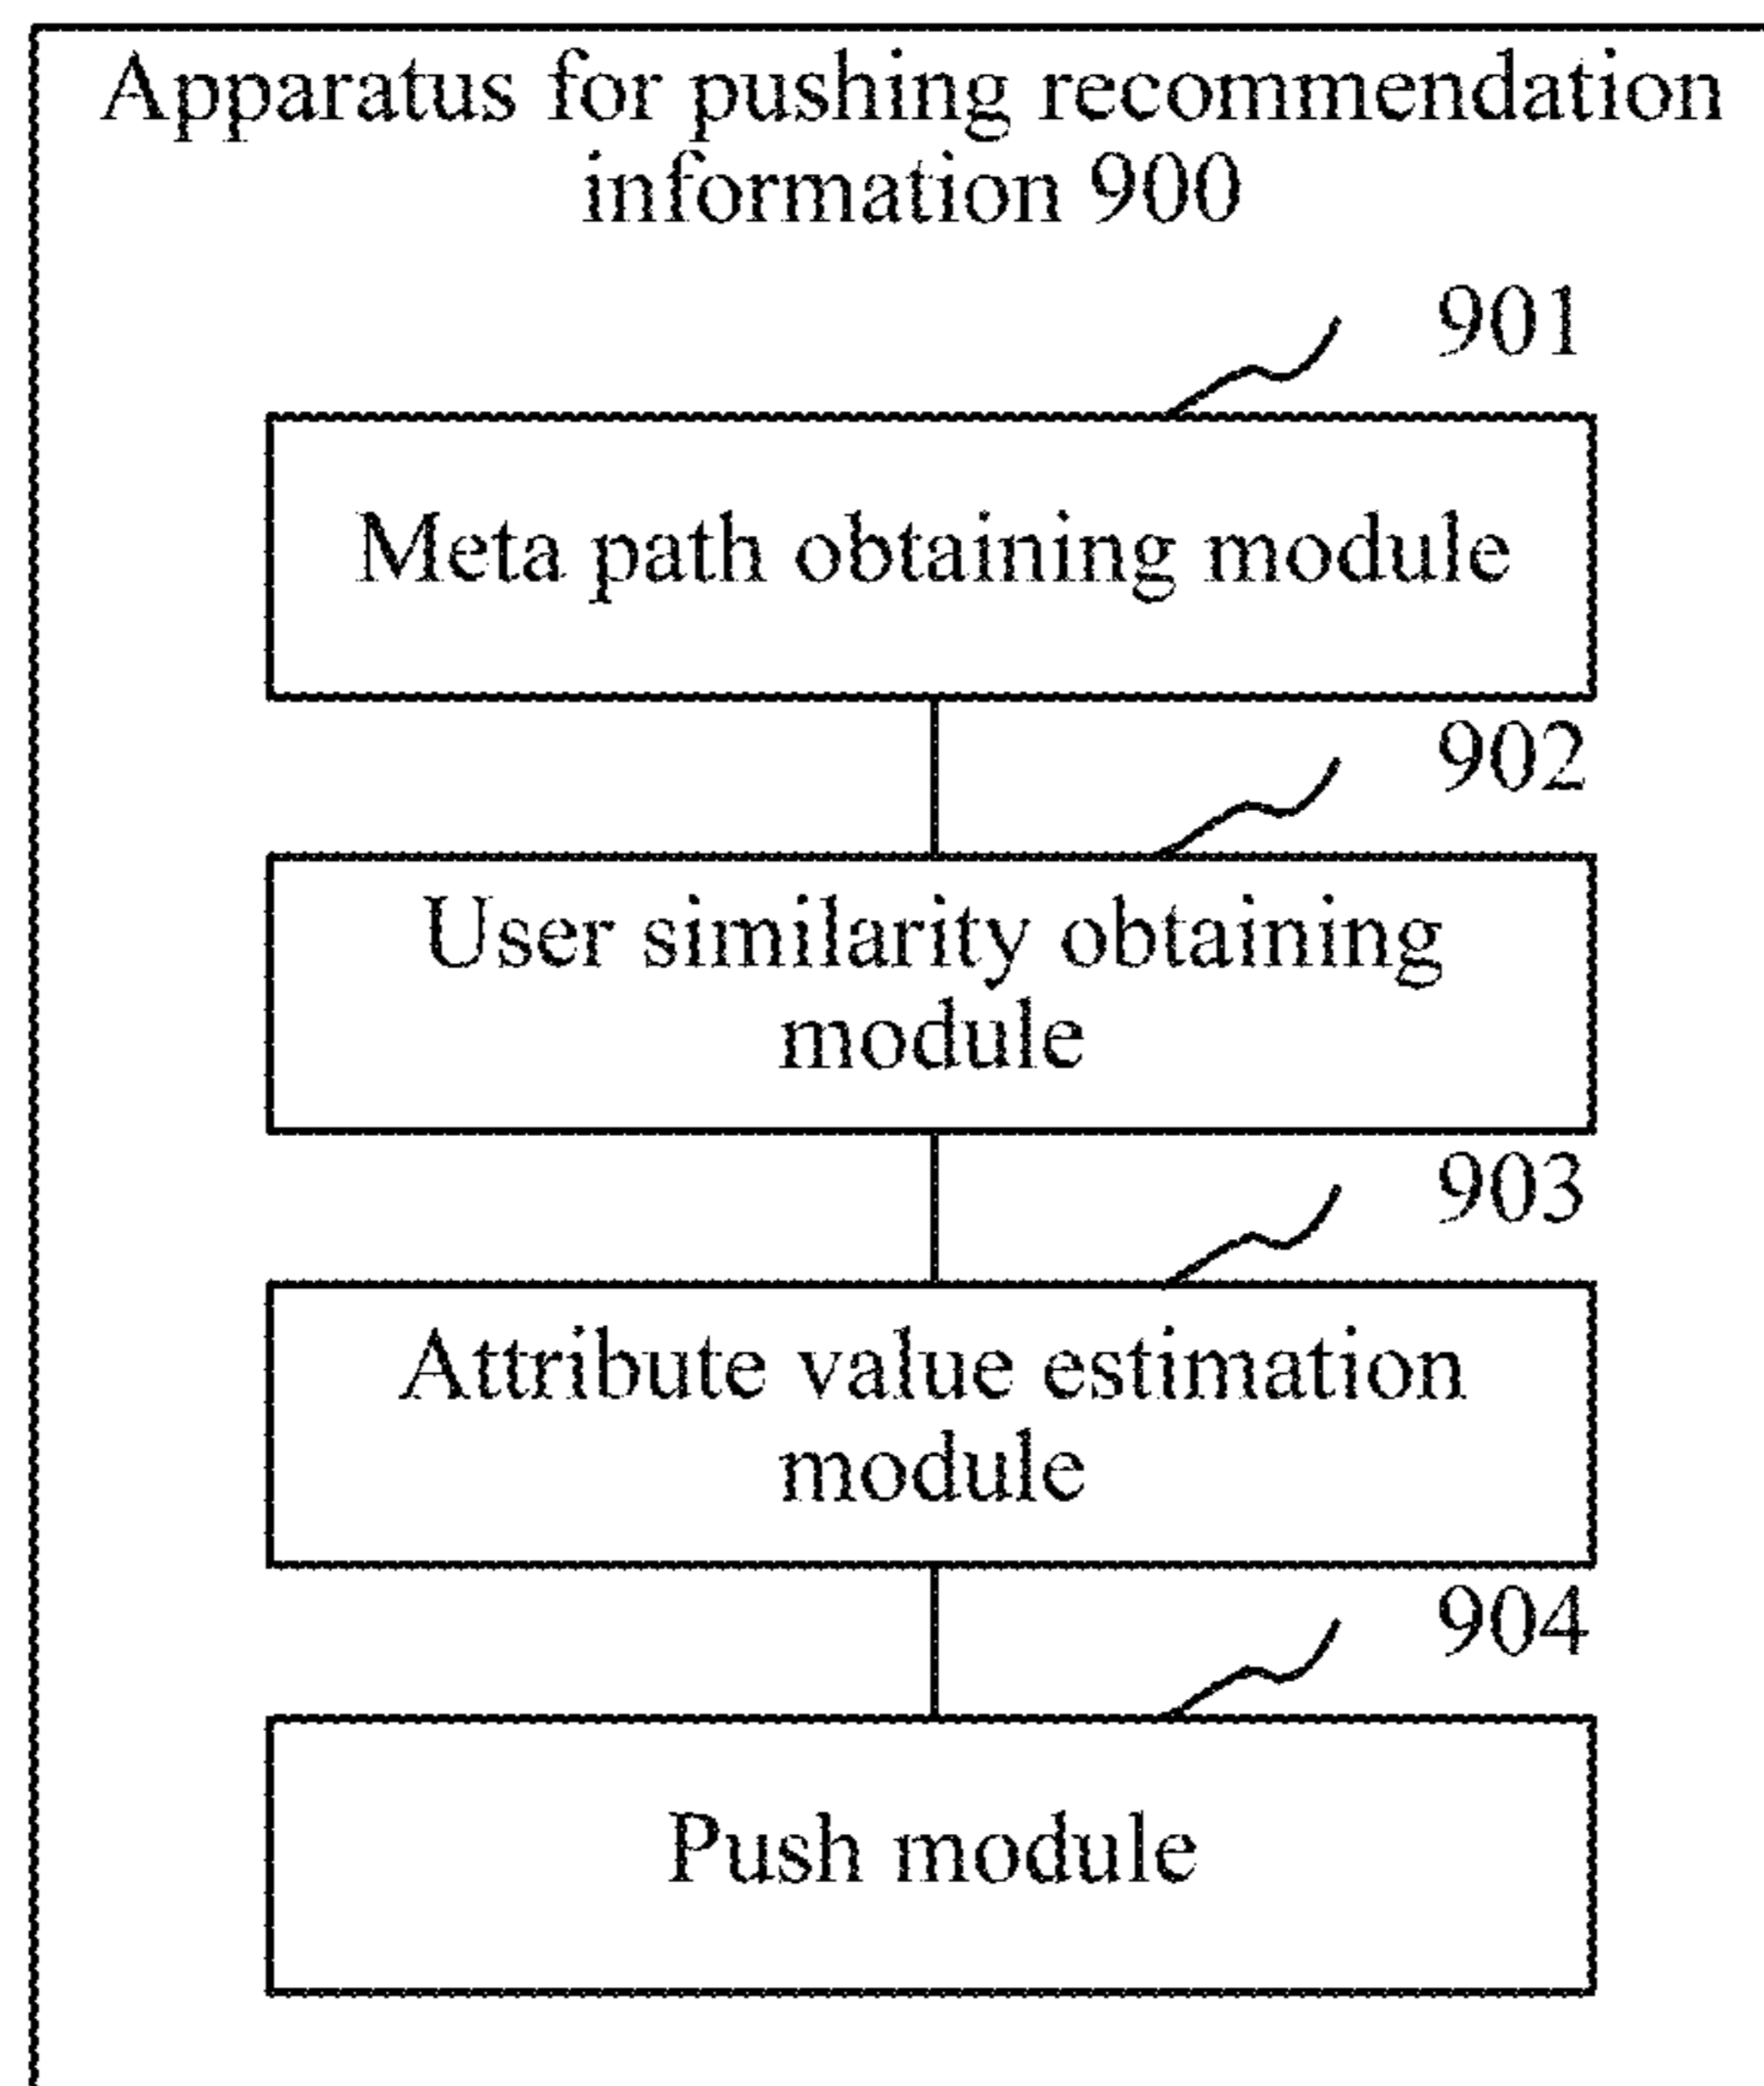 Apparatus for pushing recommendation
information 900
901
Meta path obtaining module
902
User similarity obtaining
module
903
Attribute value estimation
module
904
Push module